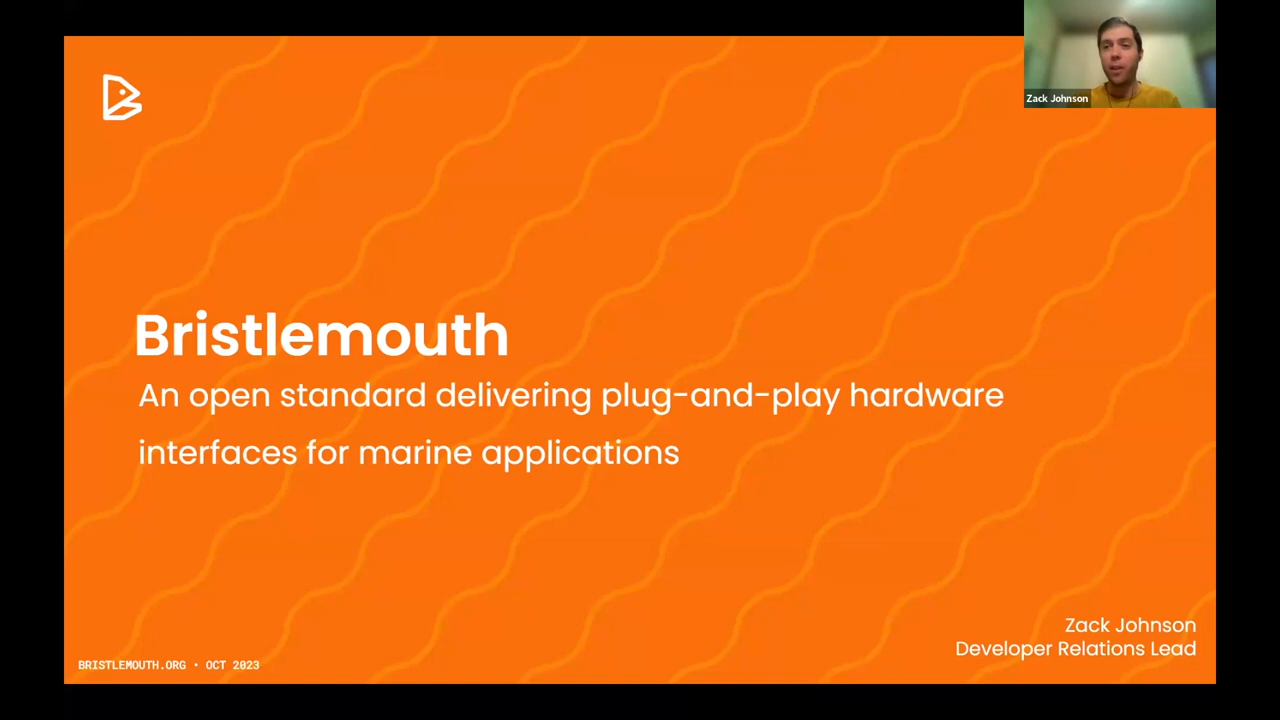 Zack Johnson
Bristlemouth
An open standard delivering plug-and-play hardware
interfaces for marine applications
Zack Johnson
Developer Relations Lead
BRISTLEMOUTH.ORG • OCT 2023